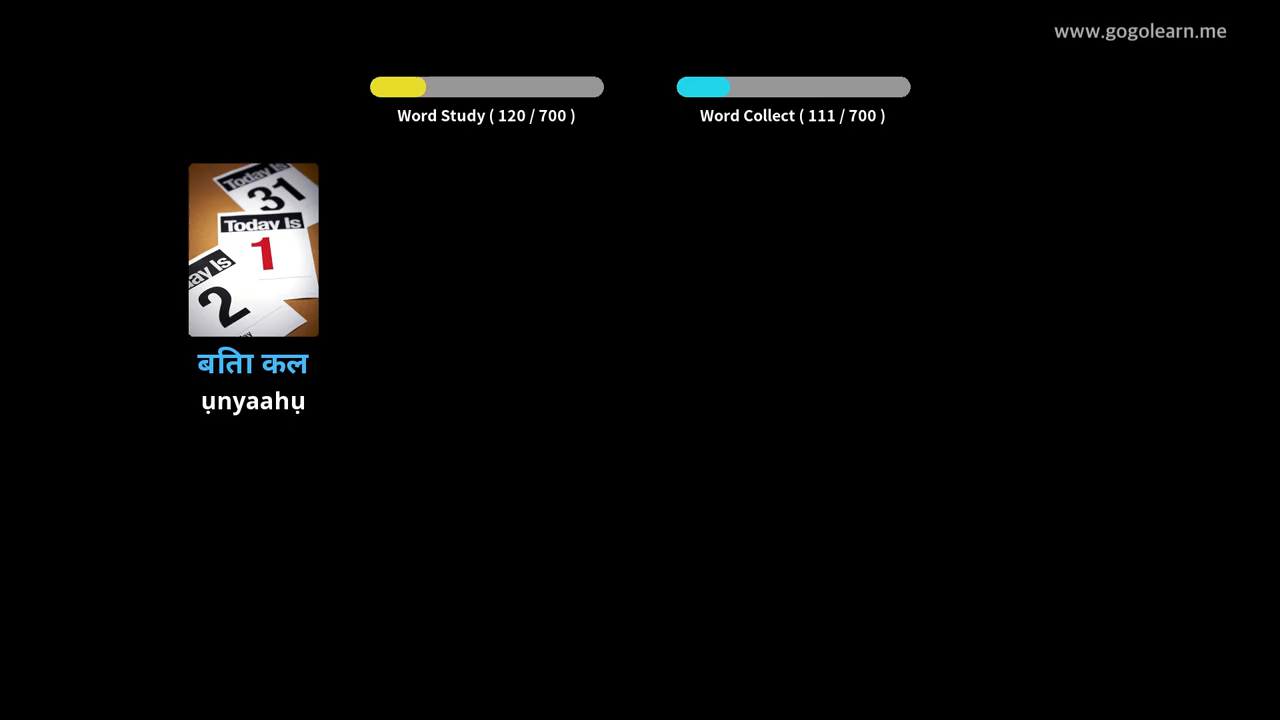 www.gogolearn.me
Word Study ( 120 / 700 )
Word Collect ( 111 / 700 )
Today Is
31
Today Is
1
ay Is
2
बिता कल
ụnyaahụ